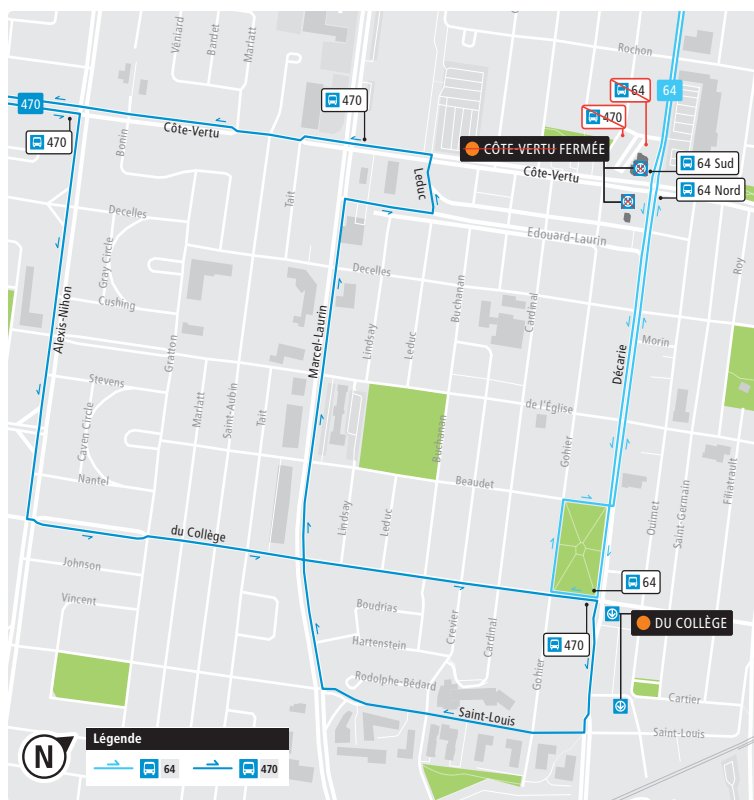 Véniard
Bardet
Marlatt
Rochon
470
470
64
64
470
Côte-Vertu
CÔTE-VERTU FERMÉE
64 Sud
64 Nord
470
Bonin
Leduc
Côte-Vertu
Tait
Decelles
Edouard-Laurin
Roy
Gray Circle
Decelles
Buchanan
Cardinal
Cushing
Alexis-Nihon
Marcel-Laurin
Lindsay
Leduc
Morin
Gratton
Décarie
Stevens
Marlatt
Saint-Aubin
Tait
de l'Église
Caven Circle
Buchanan
Gohier
Nantel
Beaudet
Filiatrault
Lindsay
Leduc
Ouimet
Saint-Germain
du Collège
Johnson
64
Vincent
Boudrias
DU COLLÈGE
Crevier
Cardinal
Hartenstein
470
Gohier
Rodolphe-Bédard
Cartier
Saint-Louis
Saint-Louis
N
Légende
64
470